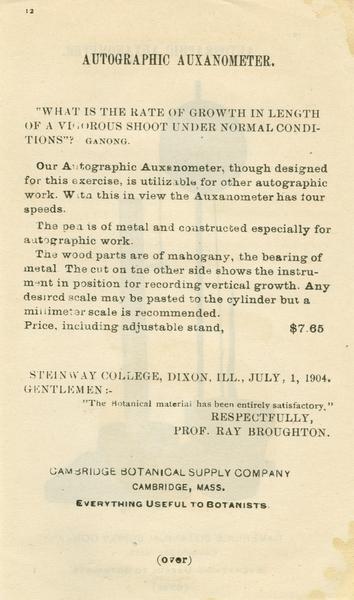 12
AUTOGRAPHIC AUXANOMETER.
"WHAT IS THE RATE OF GROWTH IN LENGTH
OF A VIGOROUS SHOOT UNDER NORMAL CONDI-
TIONS"? GANONG.
Our Autographic Auxanometer, though designed
for this exercise, is utilizable for other autographic
work. With this in view the Auxanometer has four
speeds.
The pen is of metal and constructed especially for
autographic work.
The wood parts are of mahogany, the bearing of
metal. The cut on the other side shows the instru-
ment in position for recording vertical growth. Any
desired scale may be pasted to the cylinder but a
millimeter scale is recommended.
Price, including adjustable stand, $7.65
STEINWAY COLLEGE, DIXON, ILL., JULY, 1, 1904.
GENTLEMEN:-
"The Botanical material has been entirely satisfactory."
RESPECTFULLY,
PROF. RAY BROUGHTON.
CAMBRIDGE BOTANICAL SUPPLY COMPANY
CAMBRIDGE, MASS.
EVERYTHING USEFUL TO BOTANISTS.
(over)